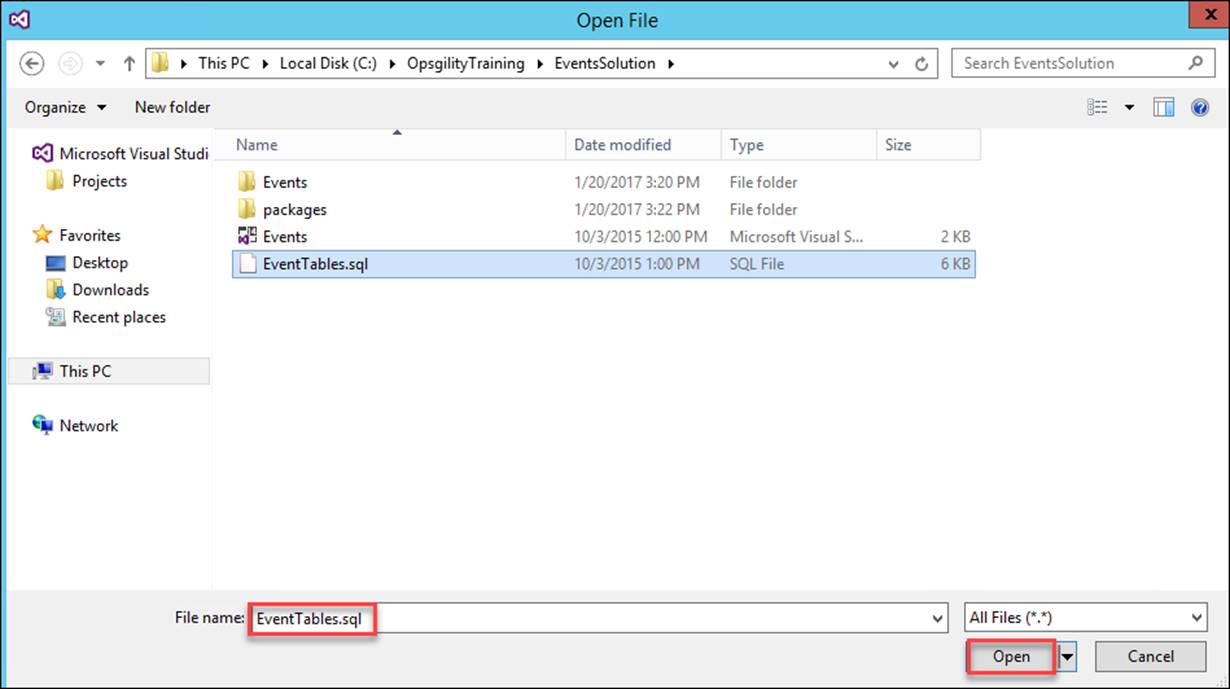 Open File
This PC Local Disk (C:) OpsgilityTraining EventsSolution Search EventsSolution
Organize New folder
Name Date modified Type Size
Microsoft Visual Studi
Projects
Favorites
Desktop
Downloads
Recent places
This PC
Network
Events 1/20/2017 3:20 PM File folder
packages 1/20/2017 3:22 PM File folder
Events 10/3/2015 12:00 PM Microsoft Visual S... 2 KB
EventTables.sql 10/3/2015 1:00 PM SQL File 6 KB
File name: EventTables.sql All Files (*.*)
Open Cancel